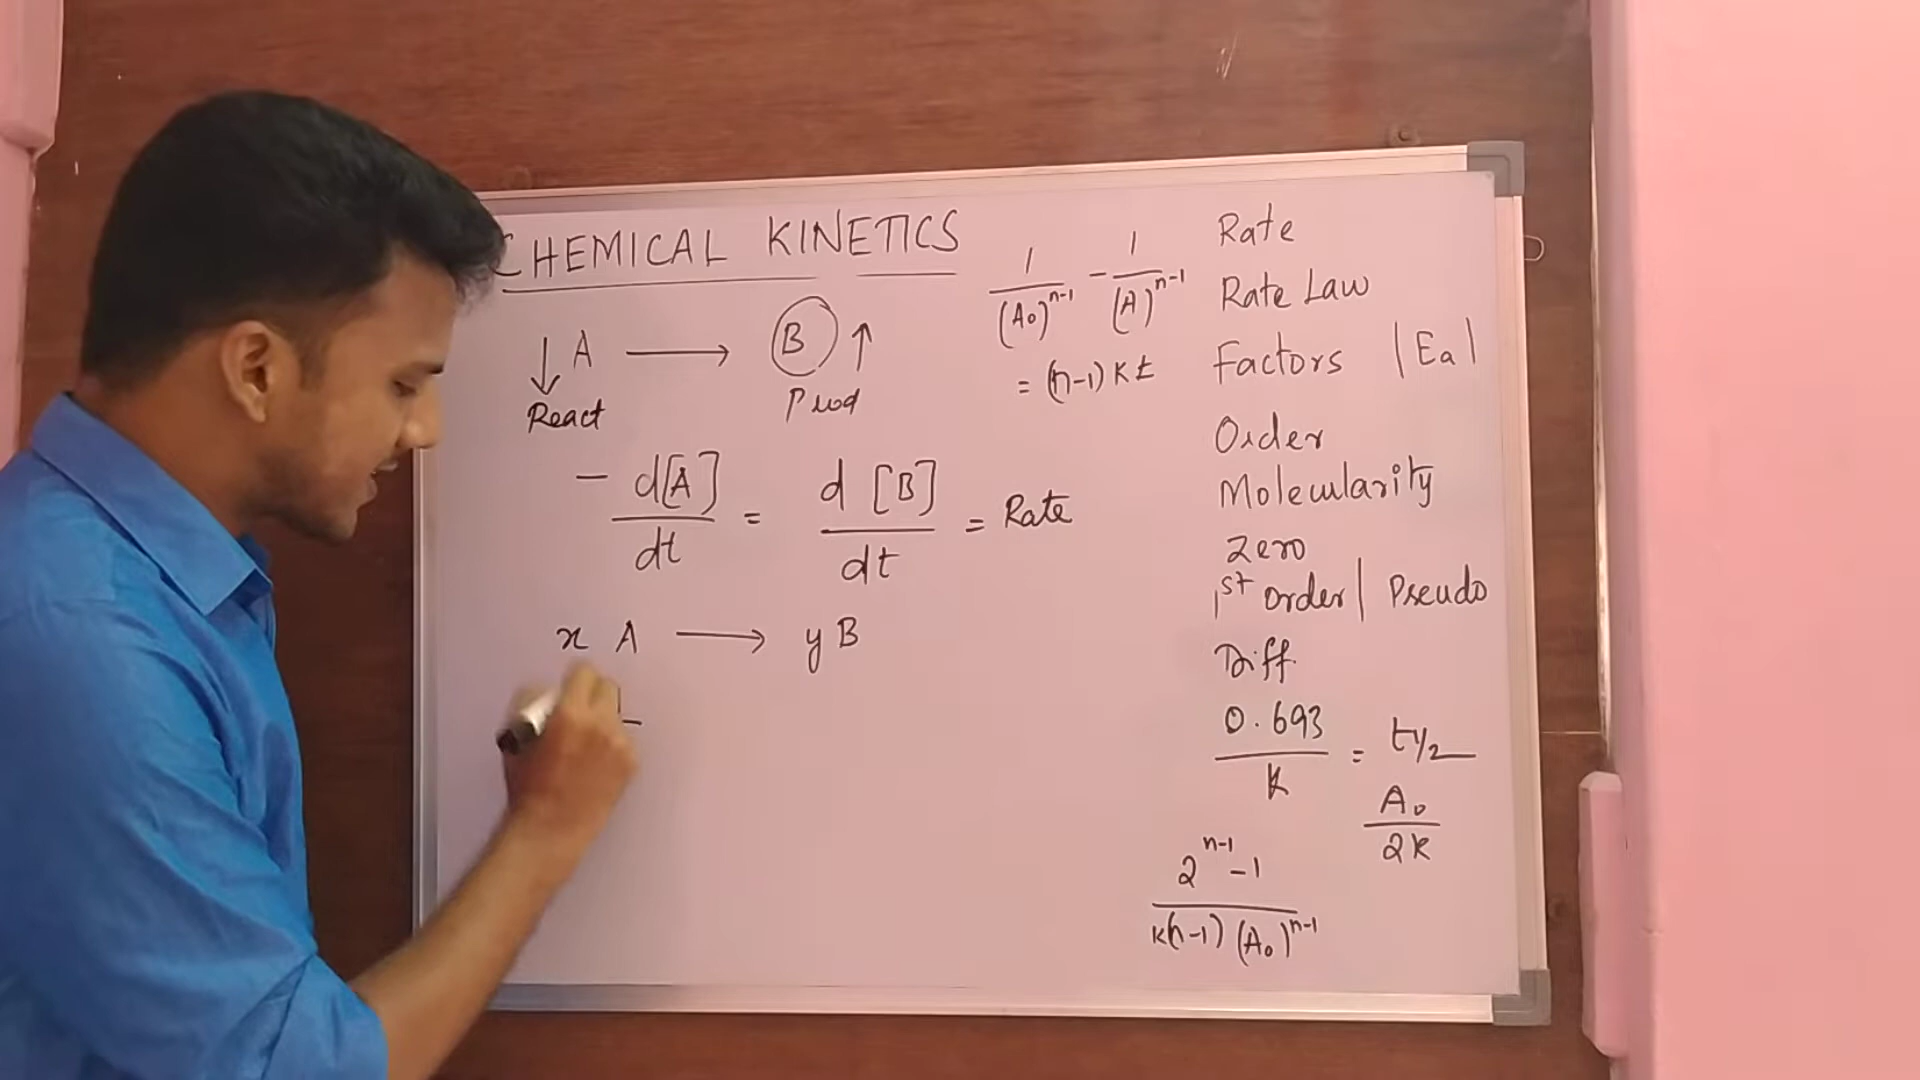 CHEMICAL KINETICS
↓ A ⟶ B ↑
React Prod
- d[A]/dt = d[B]/dt = Rate
x A ⟶ y B
1
1/(A₀)ⁿ⁻¹ - 1/(A)ⁿ⁻¹
= (n-1) K t
Rate
Rate Law
Factors |Ea|
Order
Molecularity
Zero
1st order | Pseudo
Diff.
0.693/k = t1/2
A₀/2k
2ⁿ⁻¹ - 1/k(n-1) (A₀)ⁿ⁻¹